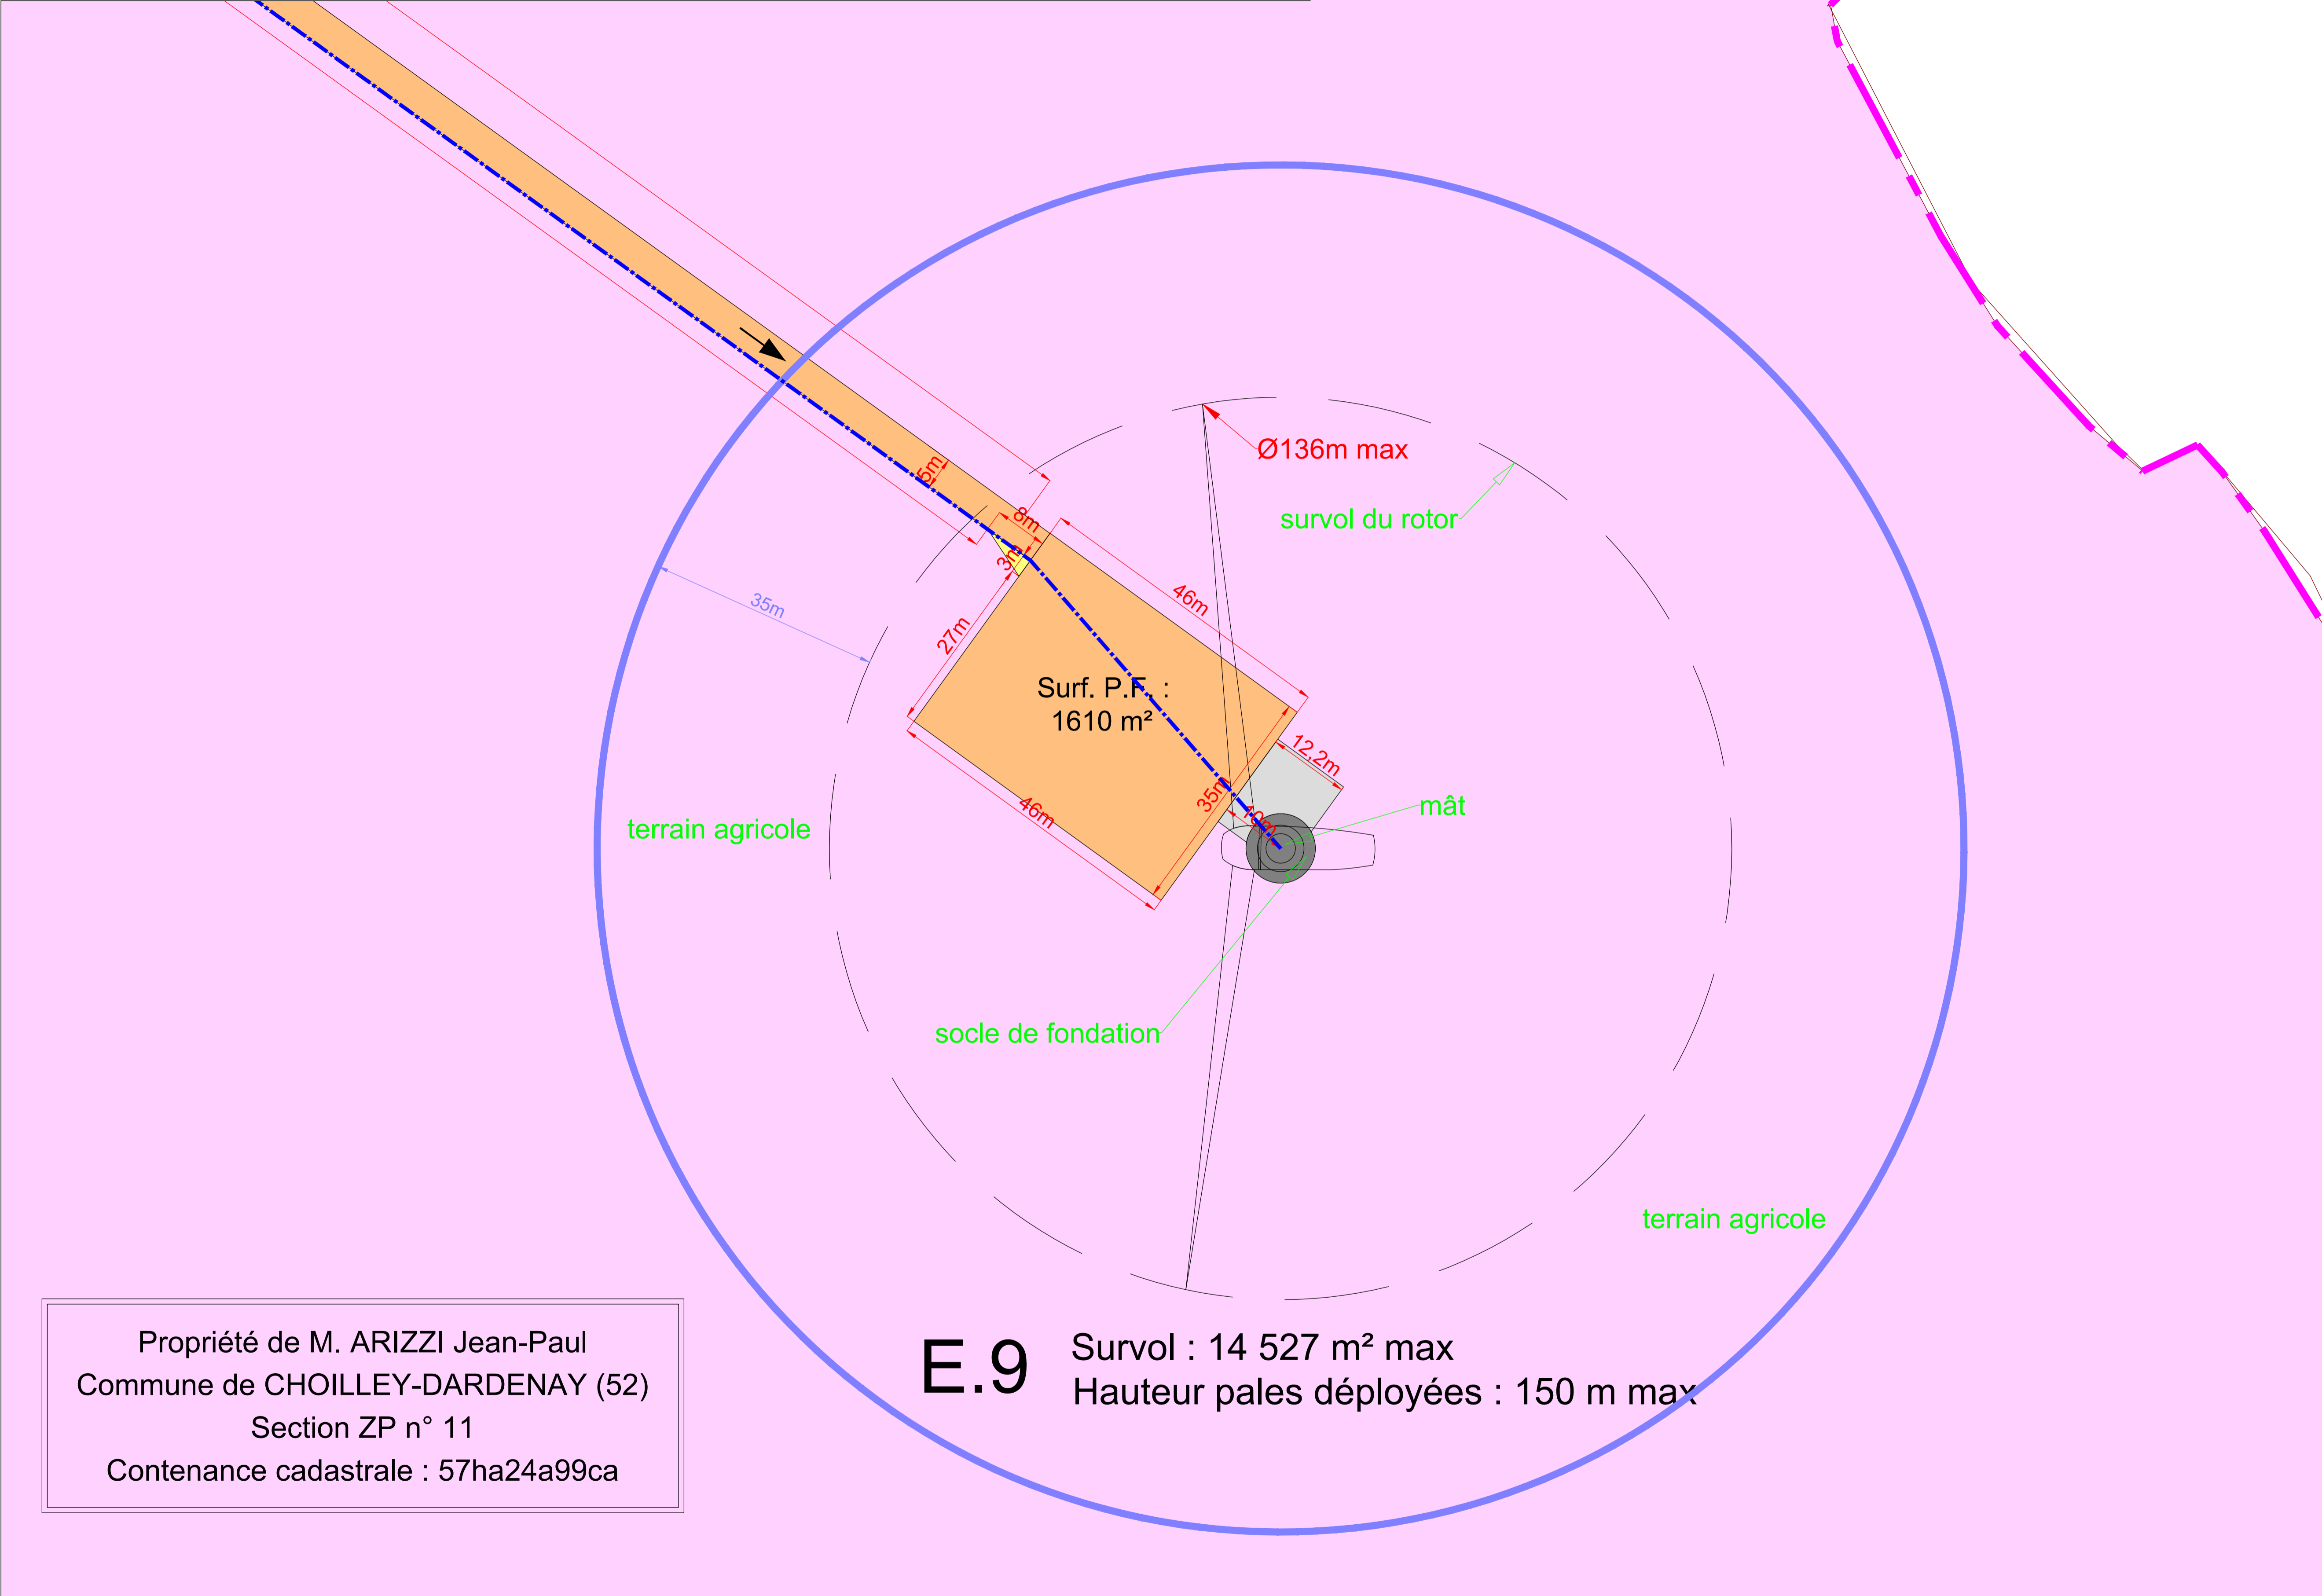 Ø136m max
survol du rotor
5m
8m
3m
46m
35m
27m
Surf. P.F. :
1610 m²
12,2m
35m
10m
46m
mât
terrain agricole
socle de fondation
terrain agricole
E.9
Survol : 14 527 m² max
Hauteur pales déployées : 150 m max
Propriété de M. ARIZZI Jean-Paul
Commune de CHOILLEY-DARDENAY (52)
Section ZP n° 11
Contenance cadastrale : 57ha24a99ca